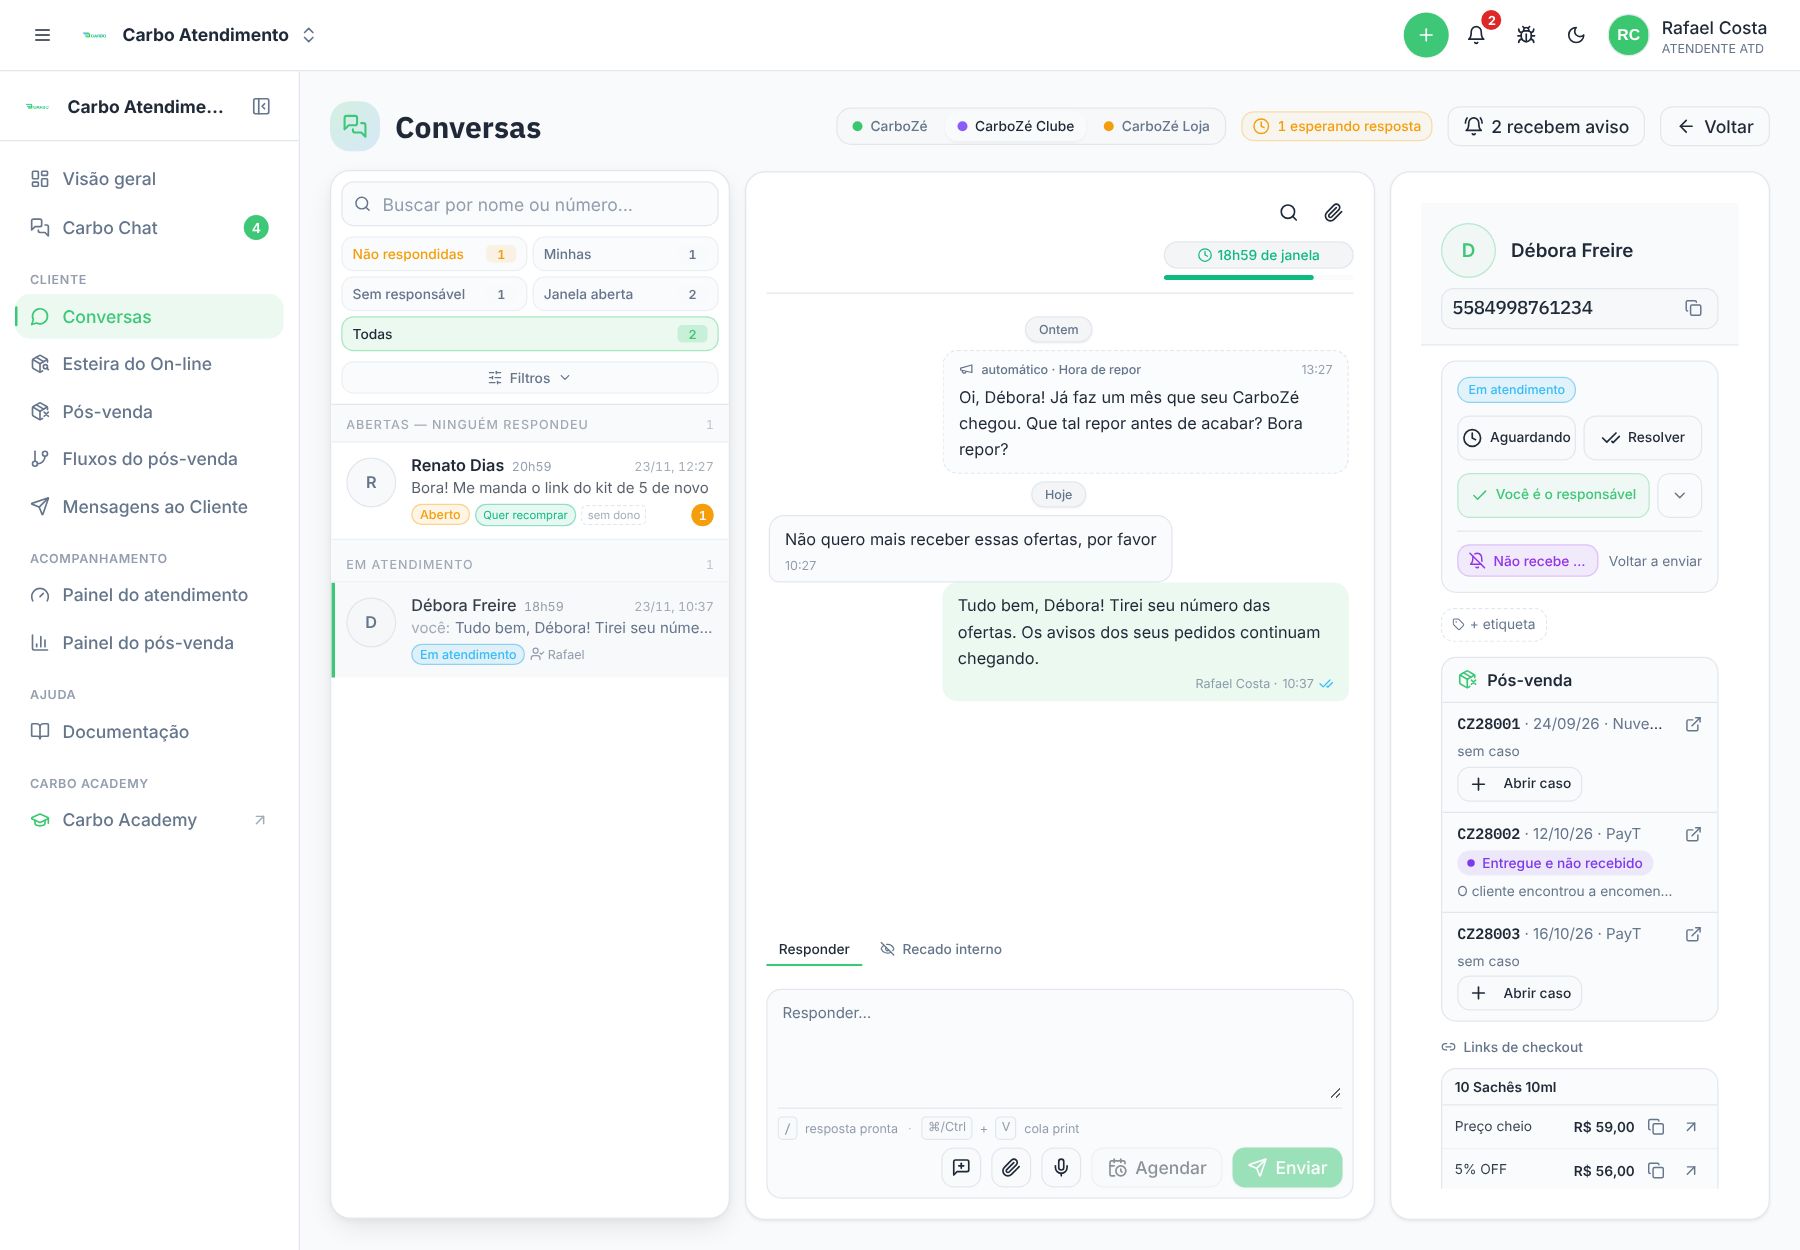 Carbo Atendimento
2
Rafael Costa
RC
ATENDENTE ATD
Carbo Atendime...
Visão geral
Carbo Chat
4
CLIENTE
Conversas
Esteira do On-line
Pós-venda
Fluxos do pós-venda
Mensagens ao Cliente
ACOMPANHAMENTO
Painel do atendimento
Painel do pós-venda
AJUDA
Documentação
CARBO ACADEMY
Carbo Academy
Conversas
CarboZé
CarboZé Clube
CarboZé Loja
1 esperando resposta
2 recebem aviso
Voltar
Buscar por nome ou número...
Não respondidas 1
Minhas 1
Sem responsável 1
Janela aberta 2
Todas 2
Filtros
ABERTAS — NINGUÉM RESPONDEU 1
R
Renato Dias 20h59 23/11, 12:27
Bora! Me manda o link do kit de 5 de novo
Aberto Quer recomprar sem dono 1
EM ATENDIMENTO 1
D
Débora Freire 18h59 23/11, 10:37
você: Tudo bem, Débora! Tirei seu núme...
Em atendimento Rafael
18h59 de janela
Ontem
automático · Hora de repor 13:27
Oi, Débora! Já faz um mês que seu CarboZé
chegou. Que tal repor antes de acabar? Bora
repor?
Hoje
Não quero mais receber essas ofertas, por favor
10:27
Tudo bem, Débora! Tirei seu número das
ofertas. Os avisos dos seus pedidos continuam
chegando.
Rafael Costa · 10:37
Responder
Recado interno
Responder...
/ resposta pronta · ⌘/Ctrl + V cola print
Agendar
Enviar
D
Débora Freire
5584998761234
Em atendimento
Aguardando
Resolver
Você é o responsável
Não recebe ...
Voltar a enviar
+ etiqueta
Pós-venda
CZ28001 · 24/09/26 · Nuve...
sem caso
Abrir caso
CZ28002 · 12/10/26 · PayT
Entregue e não recebido
O cliente encontrou a encomen...
CZ28003 · 16/10/26 · PayT
sem caso
Abrir caso
Links de checkout
10 Sachês 10ml
Preço cheio R$ 59,00
5% OFF R$ 56,00